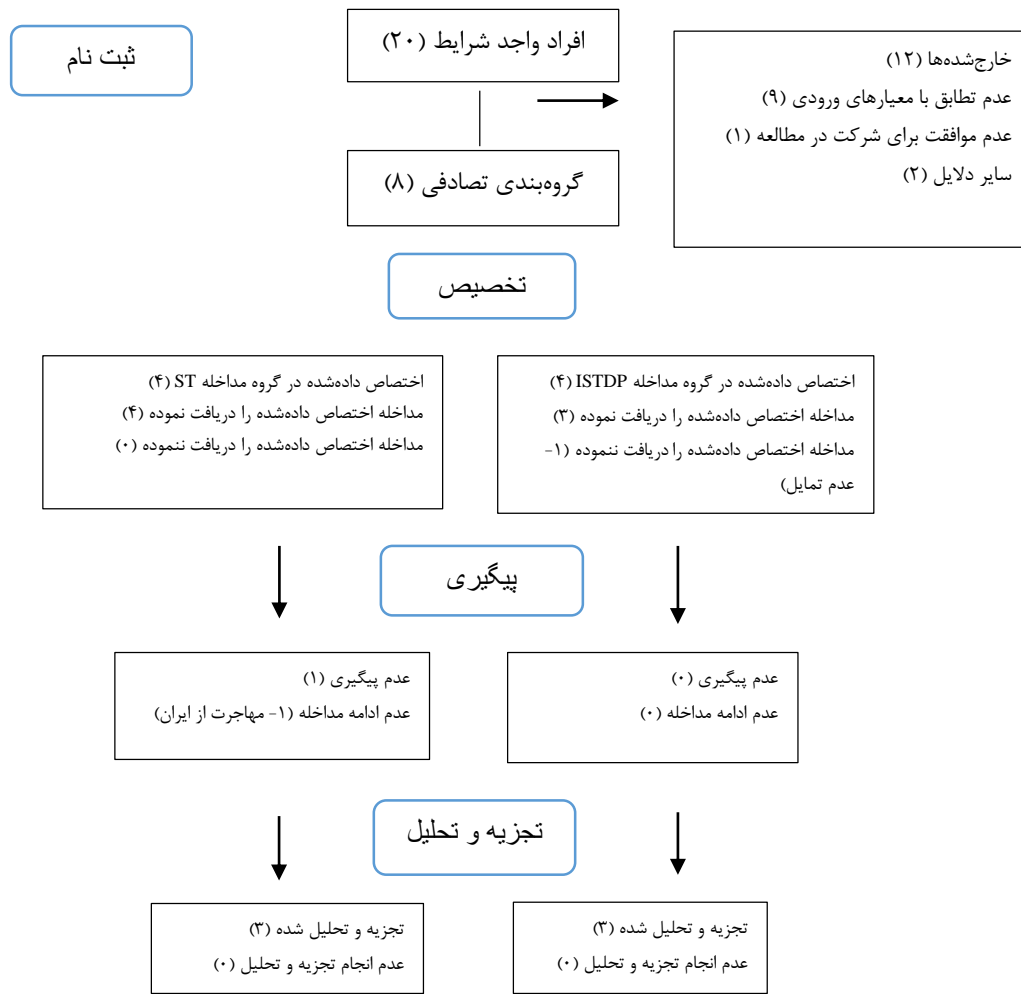 ثبت نام
افراد واجد شرایط (۲۰)
خارج‌شده‌ها (۱۲)
عدم تطابق با معیارهای ورودی (۹)
عدم موافقت برای شرکت در مطالعه (۱)
سایر دلایل (۲)
گروه‌بندی تصادفی (۸)
تخصیص
اختصاص داده‌شده در گروه مداخله ISTDP (۴)
مداخله اختصاص داده‌شده را دریافت نموده (۳)
مداخله اختصاص داده‌شده را دریافت ننموده (۱-
عدم تمایل)
اختصاص داده‌شده در گروه مداخله ST (۴)
مداخله اختصاص داده‌شده را دریافت نموده (۴)
مداخله اختصاص داده‌شده را دریافت ننموده (۰)
پیگیری
عدم پیگیری (۰)
عدم ادامه مداخله (۰)
عدم پیگیری (۱)
عدم ادامه مداخله (۱- مهاجرت از ایران)
تجزیه و تحلیل
تجزیه و تحلیل شده (۳)
عدم انجام تجزیه و تحلیل (۰)
تجزیه و تحلیل شده (۳)
عدم انجام تجزیه و تحلیل (۰)